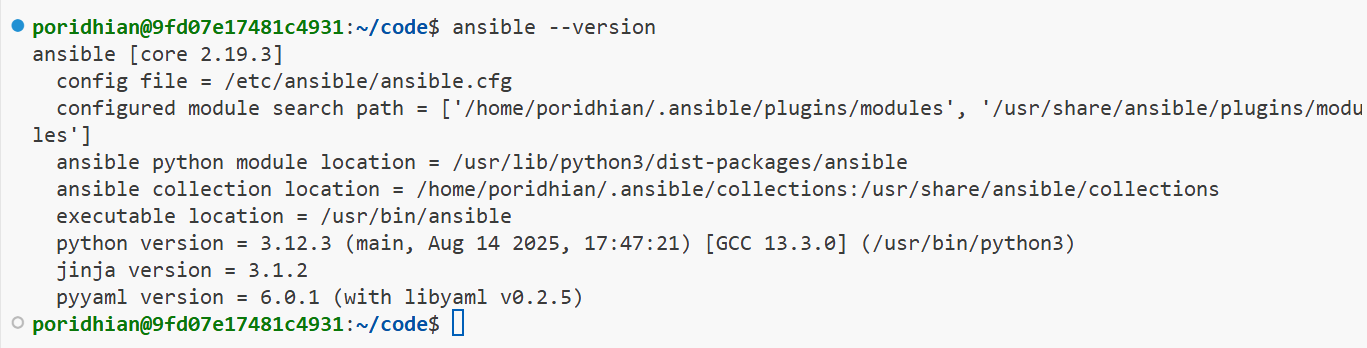 poridhian@9fd07e17481c4931:~/code$ ansible --version
ansible [core 2.19.3]
  config file = /etc/ansible/ansible.cfg
  configured module search path = ['/home/poridhian/.ansible/plugins/modules', '/usr/share/ansible/plugins/modu
les']
  ansible python module location = /usr/lib/python3/dist-packages/ansible
  ansible collection location = /home/poridhian/.ansible/collections:/usr/share/ansible/collections
  executable location = /usr/bin/ansible
  python version = 3.12.3 (main, Aug 14 2025, 17:47:21) [GCC 13.3.0] (/usr/bin/python3)
  jinja version = 3.1.2
  pyyaml version = 6.0.1 (with libyaml v0.2.5)
poridhian@9fd07e17481c4931:~/code$